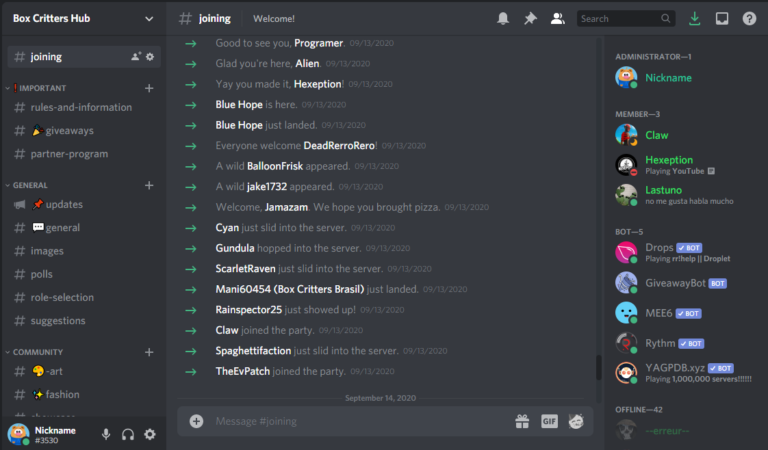 Box Critters Hub
joining
! IMPORTANT
rules-and-information
giveaways
partner-program
GENERAL
updates
general
images
polls
role-selection
suggestions
COMMUNITY
-art
fashion
showcase
Nickname
#3530
joining
Welcome!
Search
Good to see you, Programer. 09/13/2020
Glad you're here, Alien. 09/13/2020
Yay you made it, Hexeption! 09/13/2020
Blue Hope is here. 09/13/2020
Blue Hope just landed. 09/13/2020
Everyone welcome DeadRerroRero! 09/13/2020
A wild BalloonFrisk appeared. 09/13/2020
A wild jake1732 appeared. 09/13/2020
Welcome, Jamazam. We hope you brought pizza. 09/13/2020
Cyan just slid into the server. 09/13/2020
Gundula hopped into the server. 09/13/2020
ScarletRaven just slid into the server. 09/13/2020
Mani60454 (Box Critters Brasil) just landed. 09/13/2020
Rainspector25 just showed up! 09/13/2020
Claw joined the party. 09/13/2020
Spaghettifaction just slid into the server. 09/13/2020
TheEvPatch joined the party. 09/13/2020
September 14, 2020
Message #joining
GIF
ADMINISTRATOR—1
Nickname
MEMBER—3
Claw
Hexeption
Playing YouTube
Lastuno
no me gusta habla mucho
BOT—5
Drops ✓ BOT
Playing rr!help || Droplet
GiveawayBot BOT
MEE6 ✓ BOT
Rythm ✓ BOT
YAGPDB.xyz ✓ BOT
Playing 1,000,000 servers!!!!!!
OFFLINE—42
--erreur--